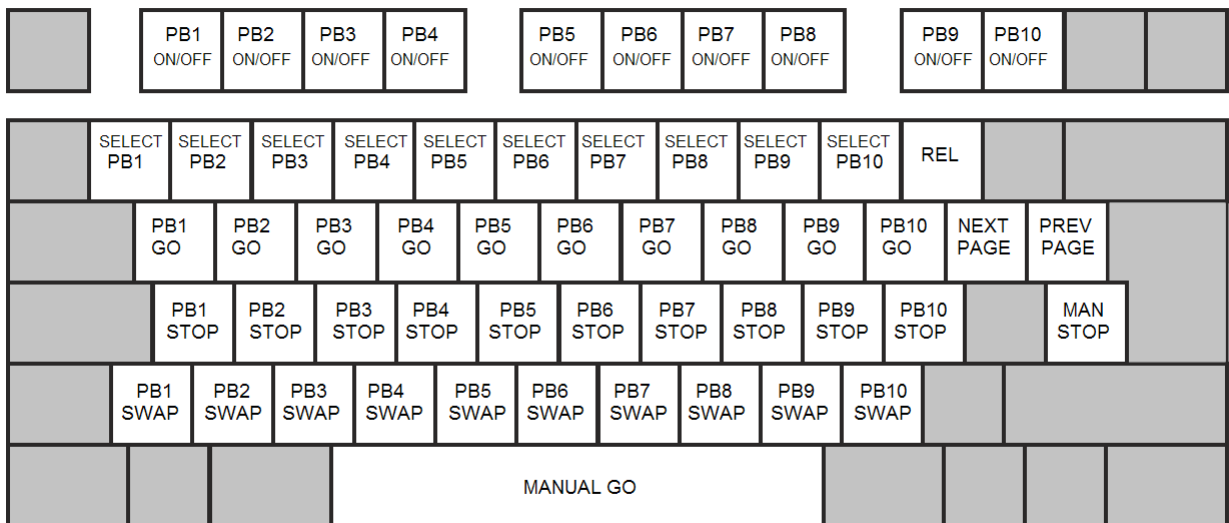 PB1 PB2 PB3 PB4 PB5 PB6 PB7 PB8 PB9 PB10
ON/OFF ON/OFF ON/OFF ON/OFF ON/OFF ON/OFF ON/OFF ON/OFF ON/OFF ON/OFF
SELECT SELECT SELECT SELECT SELECT SELECT SELECT SELECT SELECT SELECT REL
PB1 PB2 PB3 PB4 PB5 PB6 PB7 PB8 PB9 PB10
PB1 PB2 PB3 PB4 PB5 PB6 PB7 PB8 PB9 PB10 NEXT PREV
GO GO GO GO GO GO GO GO GO GO PAGE PAGE
PB1 PB2 PB3 PB4 PB5 PB6 PB7 PB8 PB9 PB10 MAN
STOP STOP STOP STOP STOP STOP STOP STOP STOP STOP STOP
PB1 PB2 PB3 PB4 PB5 PB6 PB7 PB8 PB9 PB10
SWAP SWAP SWAP SWAP SWAP SWAP SWAP SWAP SWAP SWAP
MANUAL GO